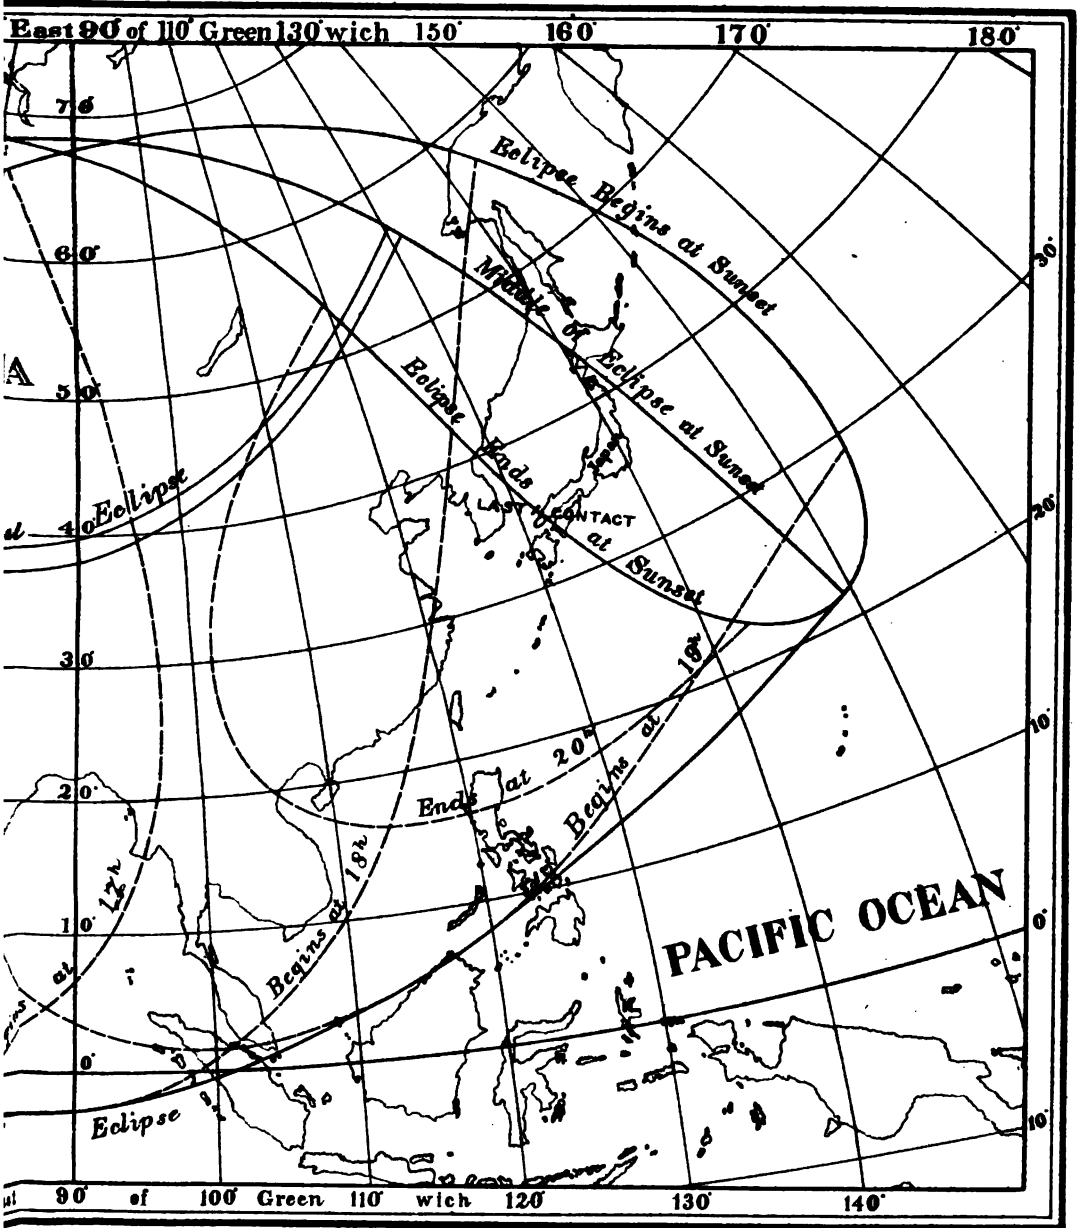 East 90° of 110° Green 130° wich 150° 160° 170° 180°
70°
Eclipse Begins at Sunset
60°
30°
Middle of Eclipse at Sunset
A
50°
Eclipse Ends at Sunset
Eclipse
Japan
40°
20°
LAST CONTACT
30°
19h
10°
20°
Ends at 20h
Begins at
18h
17h
Begins at
at
10°
PACIFIC OCEAN
0°
0°
Eclipse
10°
90° of 100° Green 110° wich 120° 130° 140°